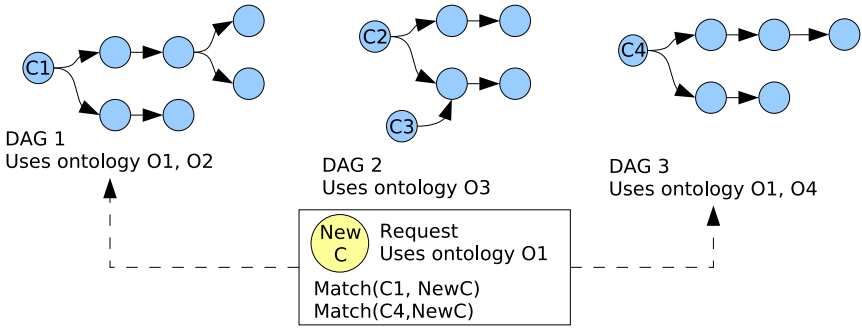 C1
C2
C3
C4
DAG 1
Uses ontology O1, O2
DAG 2
Uses ontology O3
DAG 3
Uses ontology O1, O4
New
C
Request
Uses ontology O1
Match(C1, NewC)
Match(C4,NewC)